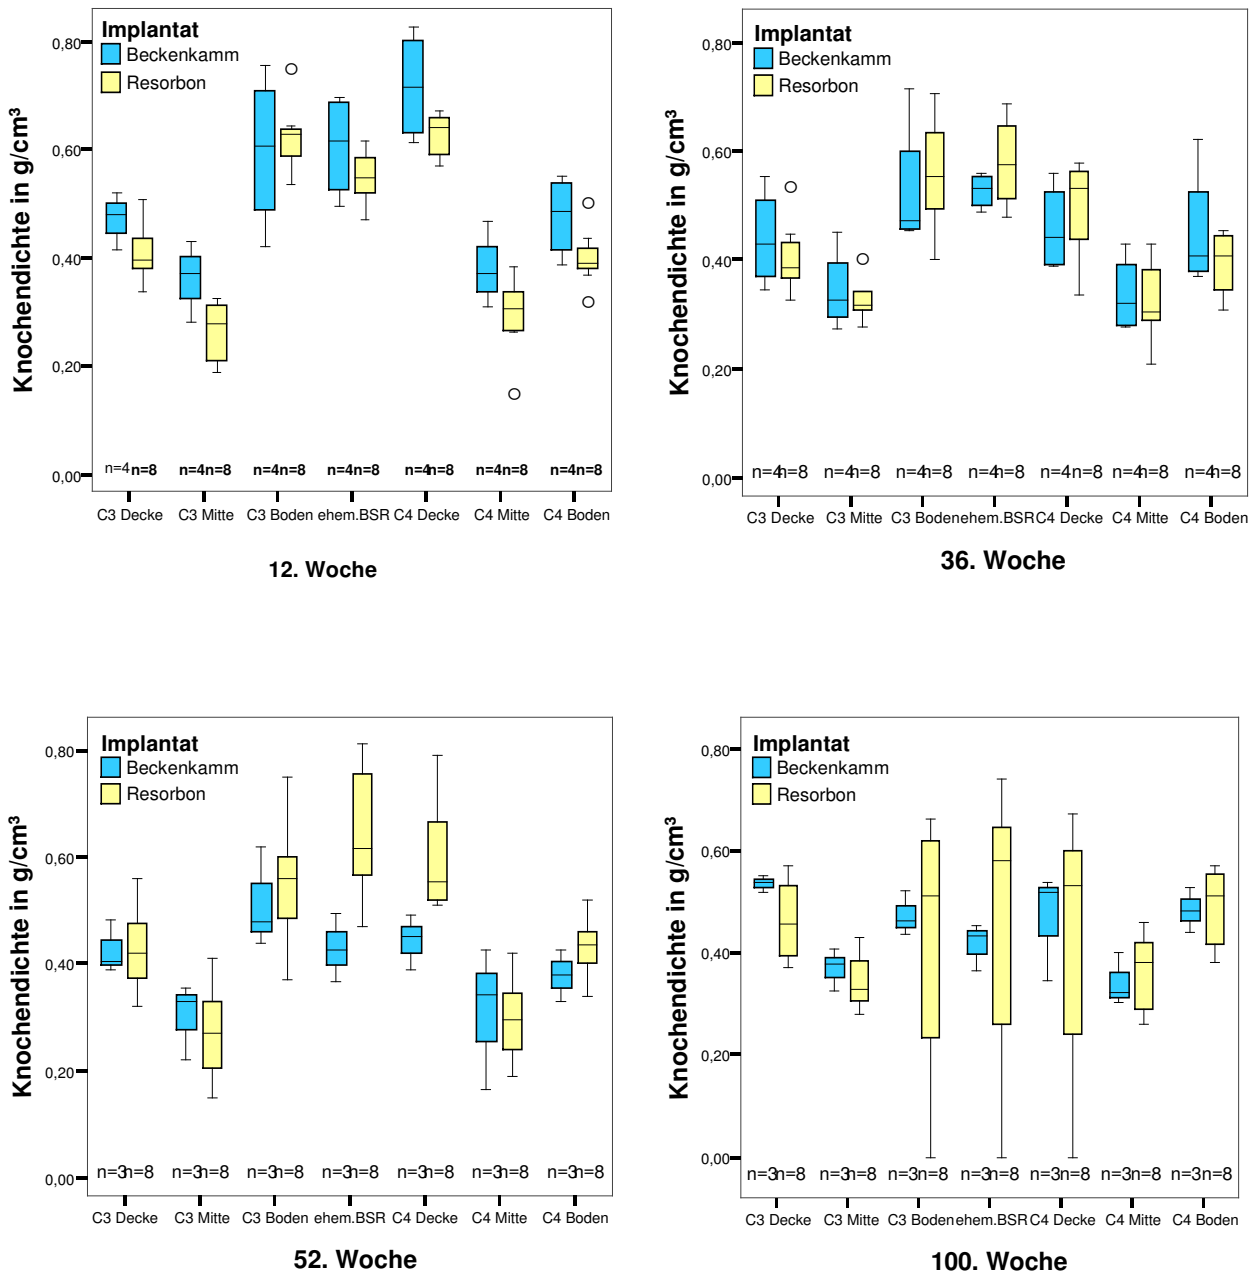 Implantat
Beckenkamm
Resorbon
Knochendichte in g/cm³
0,80
0,60
0,40
0,20
0,00
n=4 n=8 n=4 n=8 n=4 n=8 n=4 n=8 n=4 n=8 n=4 n=8 n=4 n=8
C3 Decke C3 Mitte C3 Boden ehem.BSR C4 Decke C4 Mitte C4 Boden
12. Woche
Implantat
Beckenkamm
Resorbon
Knochendichte in g/cm³
0,80
0,60
0,40
0,20
0,00
n=4 n=8 n=4 n=8 n=4 n=8 n=4 n=8 n=4 n=8 n=4 n=8 n=4 n=8
C3 Decke C3 Mitte C3 Boden ehem.BSR C4 Decke C4 Mitte C4 Boden
36. Woche
Implantat
Beckenkamm
Resorbon
Knochendichte in g/cm³
0,80
0,60
0,40
0,20
0,00
n=3 n=8 n=3 n=8 n=3 n=8 n=3 n=8 n=3 n=8 n=3 n=8 n=3 n=8
C3 Decke C3 Mitte C3 Boden ehem.BSR C4 Decke C4 Mitte C4 Boden
52. Woche
Implantat
Beckenkamm
Resorbon
Knochendichte in g/cm³
0,80
0,60
0,40
0,20
0,00
n=3 n=8 n=3 n=8 n=3 n=8 n=3 n=8 n=3 n=8 n=3 n=8 n=3 n=8
C3 Decke C3 Mitte C3 Boden ehem.BSR C4 Decke C4 Mitte C4 Boden
100. Woche